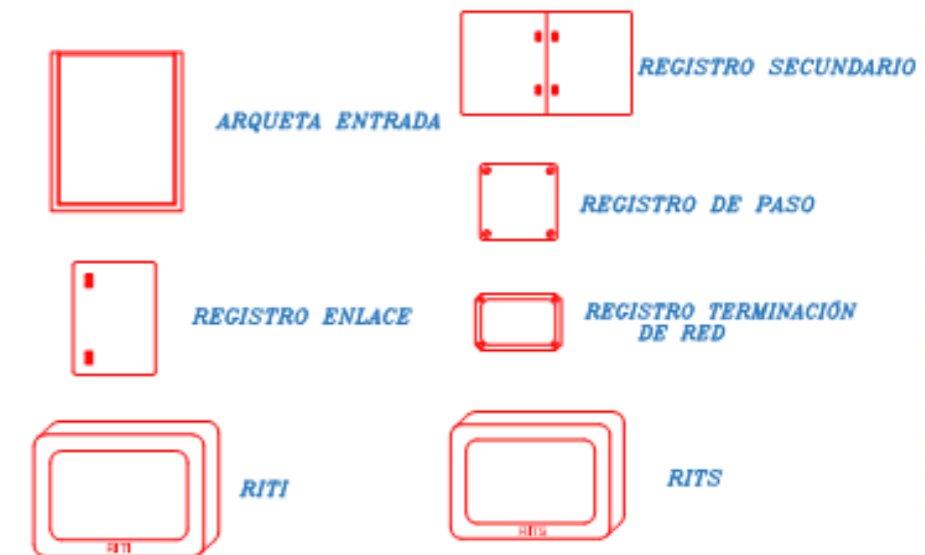 ARQUETA ENTRADA
REGISTRO SECUNDARIO
REGISTRO DE PASO
REGISTRO ENLACE
REGISTRO TERMINACIÓN
DE RED
RITI
RITI
RITS
RITS